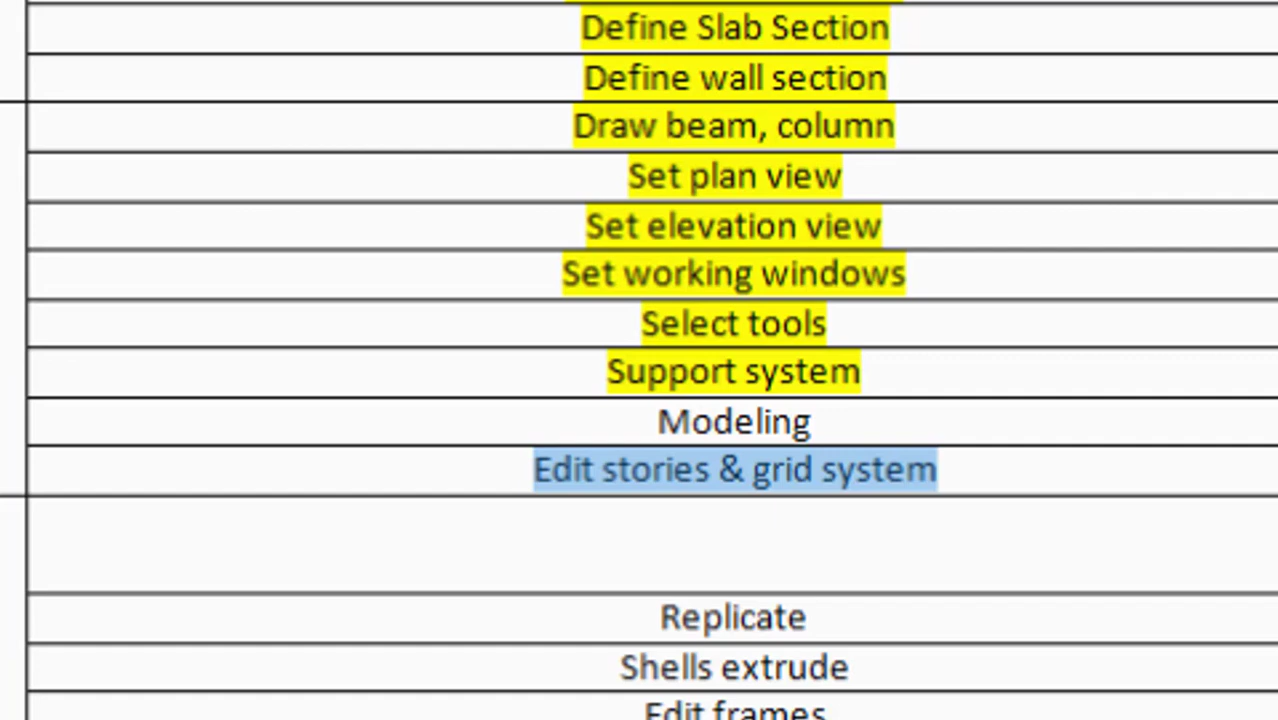 Define Slab Section
Define wall section
Draw beam, column
Set plan view
Set elevation view
Set working windows
Select tools
Support system
Modeling
Edit stories & grid system
Replicate
Shells extrude
Edit frames